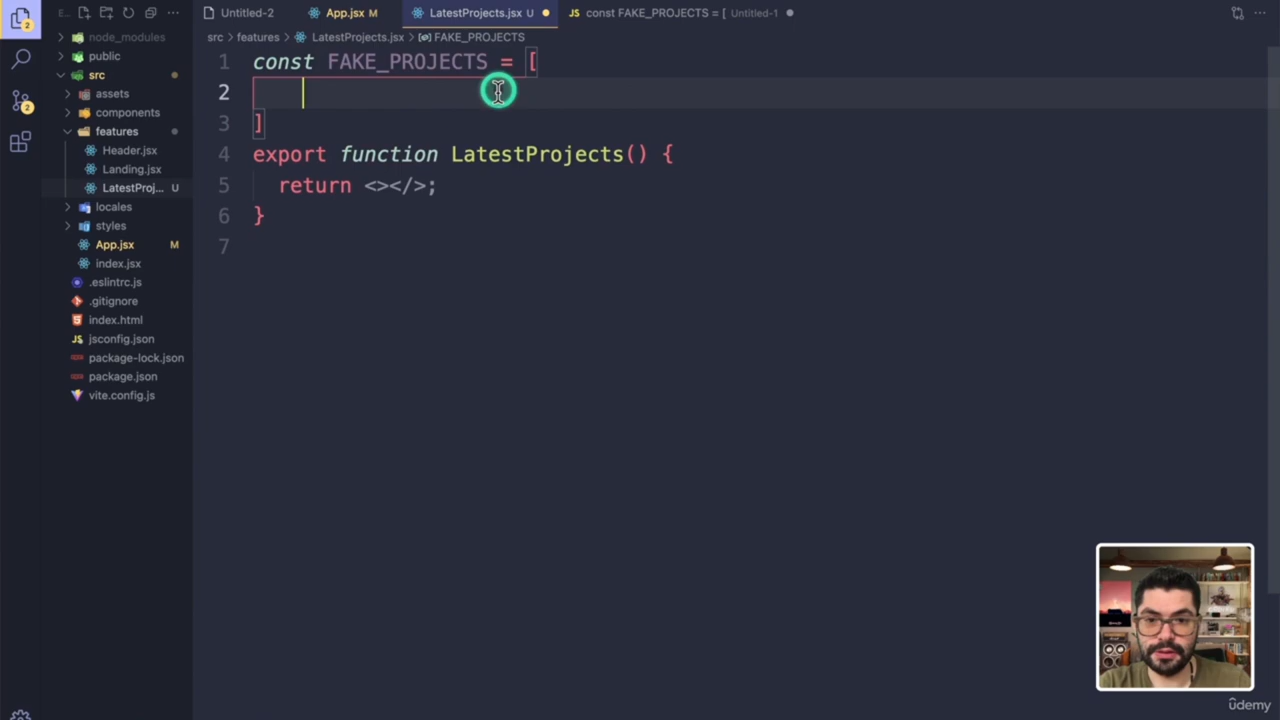 Untitled-2
App.jsx M
LatestProjects.jsx U
const FAKE_PROJECTS = [ Untitled-1
E...
src > features > LatestProjects.jsx > FAKE_PROJECTS
node_modules
public
src
assets
components
features
Header.jsx
Landing.jsx
LatestProj... U
locales
styles
App.jsx M
index.jsx
.eslintrc.js
.gitignore
index.html
jsconfig.json
package-lock.json
package.json
vite.config.js
2
2
1 const FAKE_PROJECTS = [
2
3 ]
4 export function LatestProjects() {
5 return <></>;
6 }
7
ûdemy